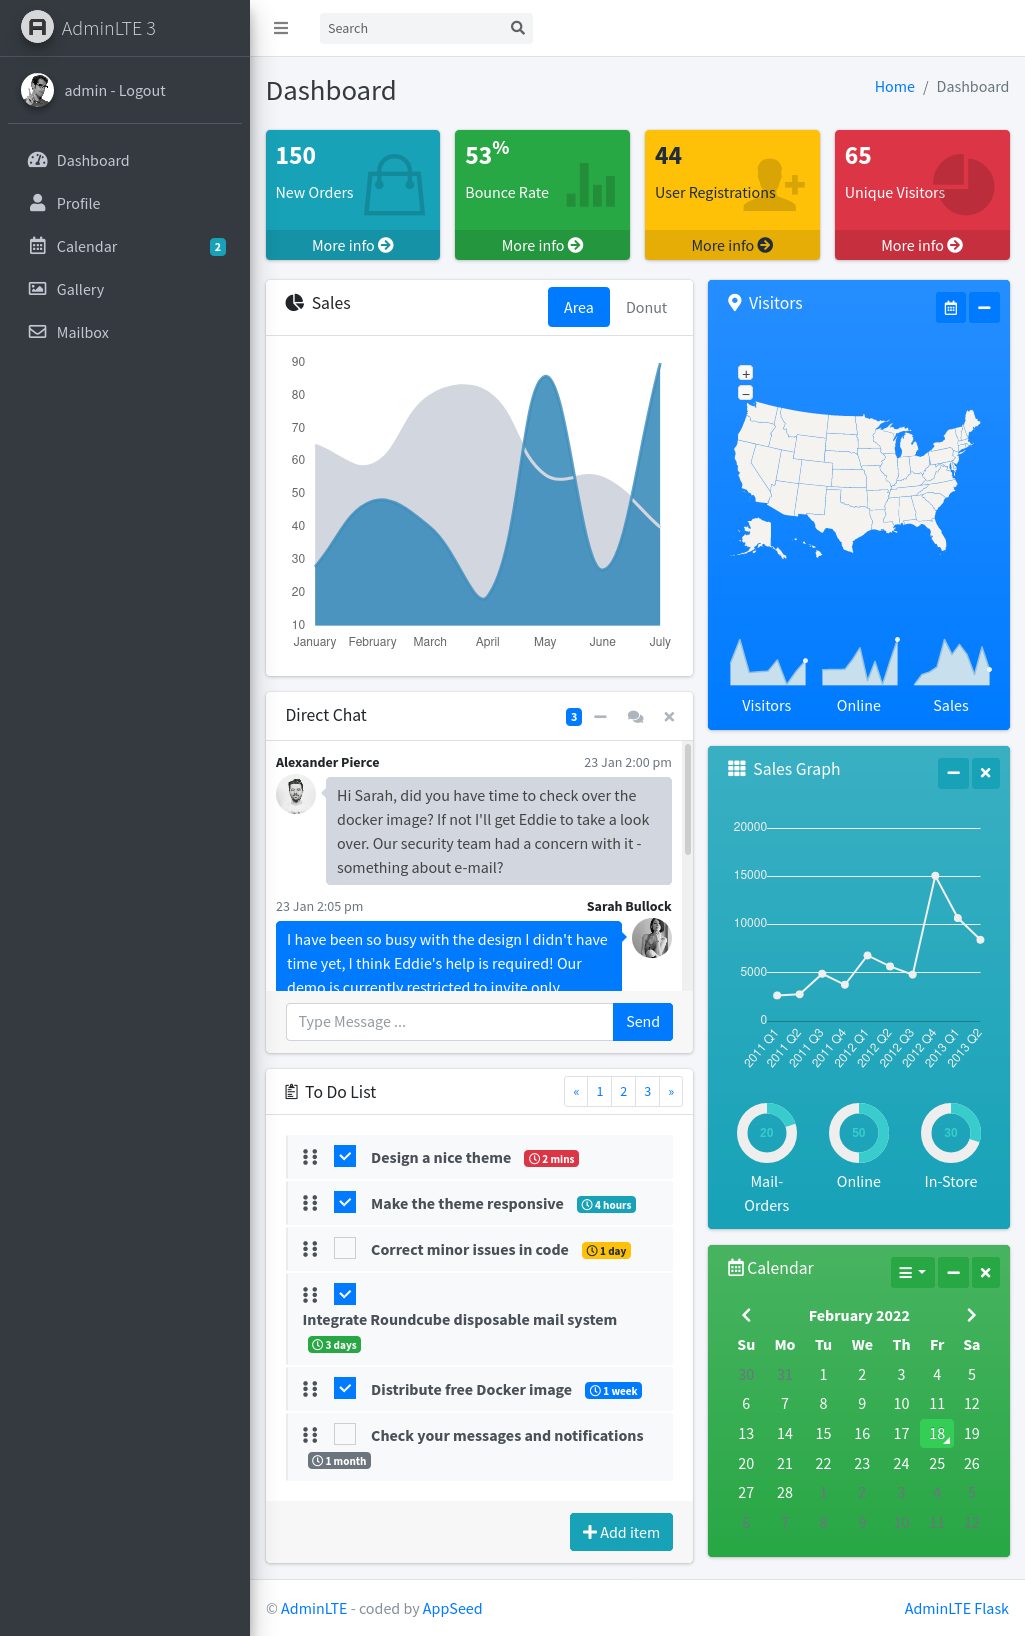 AdminLTE 3
admin - Logout
Dashboard
Profile
Calendar 2
Gallery
Mailbox
Search
Dashboard
Home / Dashboard
150
New Orders
More info
53%
Bounce Rate
More info
44
User Registrations
More info
65
Unique Visitors
More info
Sales
Area Donut
90
80
70
60
50
40
30
20
10
January February March April May June July
Direct Chat
3
Alexander Pierce 23 Jan 2:00 pm
Hi Sarah, did you have time to check over the
docker image? If not I'll get Eddie to take a look
over. Our security team had a concern with it -
something about e-mail?
23 Jan 2:05 pm Sarah Bullock
I have been so busy with the design I didn't have
time yet, I think Eddie's help is required! Our
demo is currently restricted to invite only
Type Message ...
Send
To Do List
« 1 2 3 »
Design a nice theme 2 mins
Make the theme responsive 4 hours
Correct minor issues in code 1 day
Integrate Roundcube disposable mail system
3 days
Distribute free Docker image 1 week
Check your messages and notifications
1 month
Add item
Visitors
+
−
Visitors Online Sales
Sales Graph
20000
15000
10000
5000
0
2011 Q1 2011 Q2 2011 Q3 2011 Q4 2012 Q1 2012 Q2 2012 Q3 2012 Q4 2013 Q1 2013 Q2
20 50 30
Mail-
Orders
Online
In-Store
Calendar
February 2022
Su Mo Tu We Th Fr Sa
30 31 1 2 3 4 5
6 7 8 9 10 11 12
13 14 15 16 17 18 19
20 21 22 23 24 25 26
27 28 1 2 3 4 5
6 7 8 9 10 11 12
© AdminLTE - coded by AppSeed
AdminLTE Flask